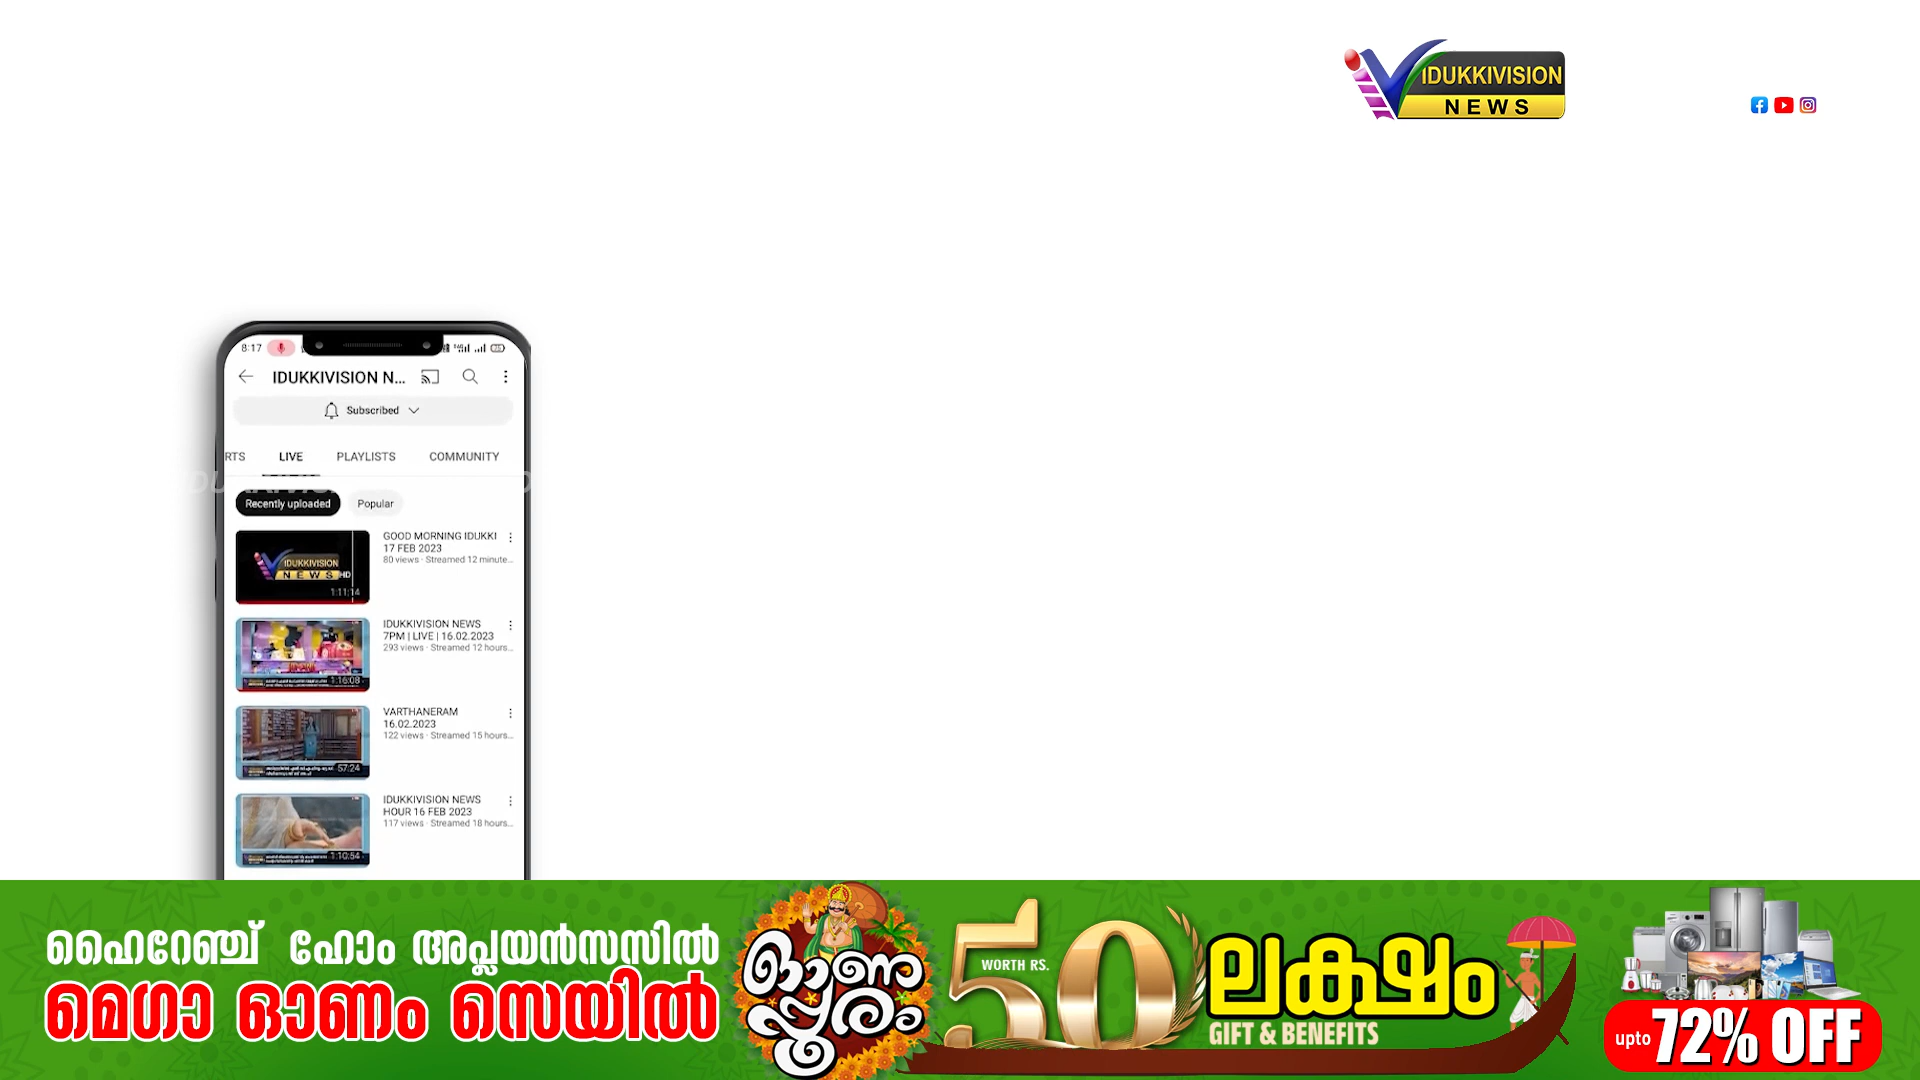 IDUKKIVISION
NEWS
8:17
IDUKKIVISION N...
Subscribed
RTS LIVE PLAYLISTS COMMUNITY
Recently uploaded Popular
GOOD MORNING IDUKKI
17 FEB 2023
80 views · Streamed 12 minute...
IDUKKIVISION
NEWS HD
1:11:14
IDUKKIVISION NEWS
7PM | LIVE | 16.02.2023
293 views · Streamed 12 hours...
1:16:08
VARTHANERAM
16.02.2023
122 views · Streamed 15 hours...
57:24
IDUKKIVISION NEWS
HOUR 16 FEB 2023
117 views · Streamed 18 hours...
1:10:54
ഹൈറേഞ്ച് ഹോം അപ്ലയൻസസിൽ
മെഗാ ഓണം സെയിൽ
ഓണ
പൂരം
WORTH RS.
50 ലക്ഷം
GIFT & BENEFITS
upto 72% OFF